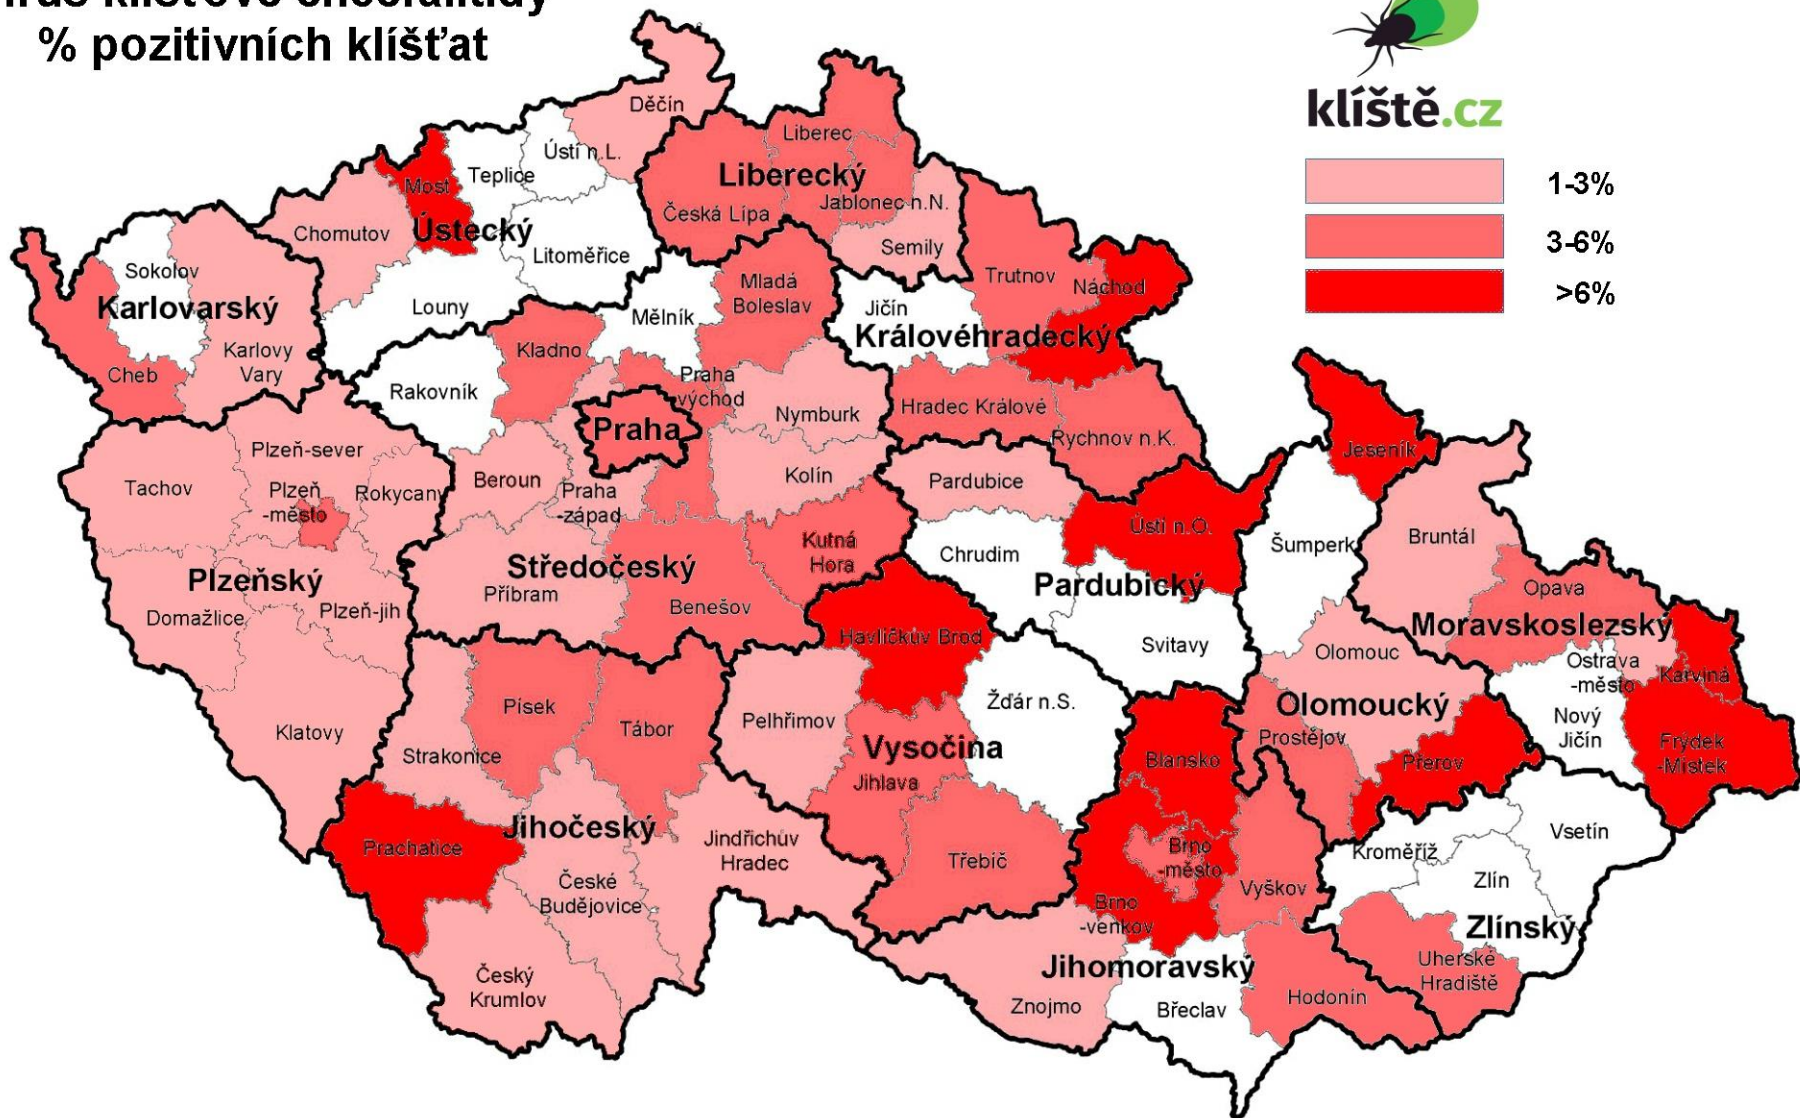 % pozitivních klíšťat
klíště.cz
1-3%
3-6%
>6%
Děčín
Liberec
Ústí n.L.
Teplice
Most
Liberecký
Jablonec n.N.
Česká Lípa
Chomutov
Ústecký
Litoměřice
Semily
Sokolov
Trutnov
Náchod
Mladá
Boleslav
Karlovarský
Louny
Mělník
Jičín
Královéhradecký
Karlovy
Vary
Kladno
Cheb
Praha
-východ
Rakovník
Nymburk
Hradec Králové
Praha
Rychnov n.K.
Plzeň-sever
Jeseník
Tachov
Plzeň
-město
Rokycany
Beroun
Praha
-západ
Kolín
Pardubice
Ústí n.O.
Bruntál
Šumperk
Kutná
Hora
Chrudim
Středočeský
Plzeňský
Příbram
Pardubický
Opava
Benešov
Domažlice
Plzeň-jih
Moravskoslezský
Havlíčkův Brod
Svitavy
Olomouc
Ostrava
-město
Karviná
Písek
Žďár n.S.
Olomoucký
Klatovy
Tábor
Pelhřimov
Nový
Jičín
Prostějov
Vysočina
Frýdek
-Místek
Strakonice
Blansko
Přerov
Jihlava
Jihočeský
Vsetín
Prachatice
Jindřichův
Hradec
Třebíč
Brno
-město
Kroměříž
České
Budějovice
Vyškov
Zlín
Brno
-venkov
Zlínský
Jihomoravský
Uherské
Hradiště
Český
Krumlov
Znojmo
Břeclav
Hodonín